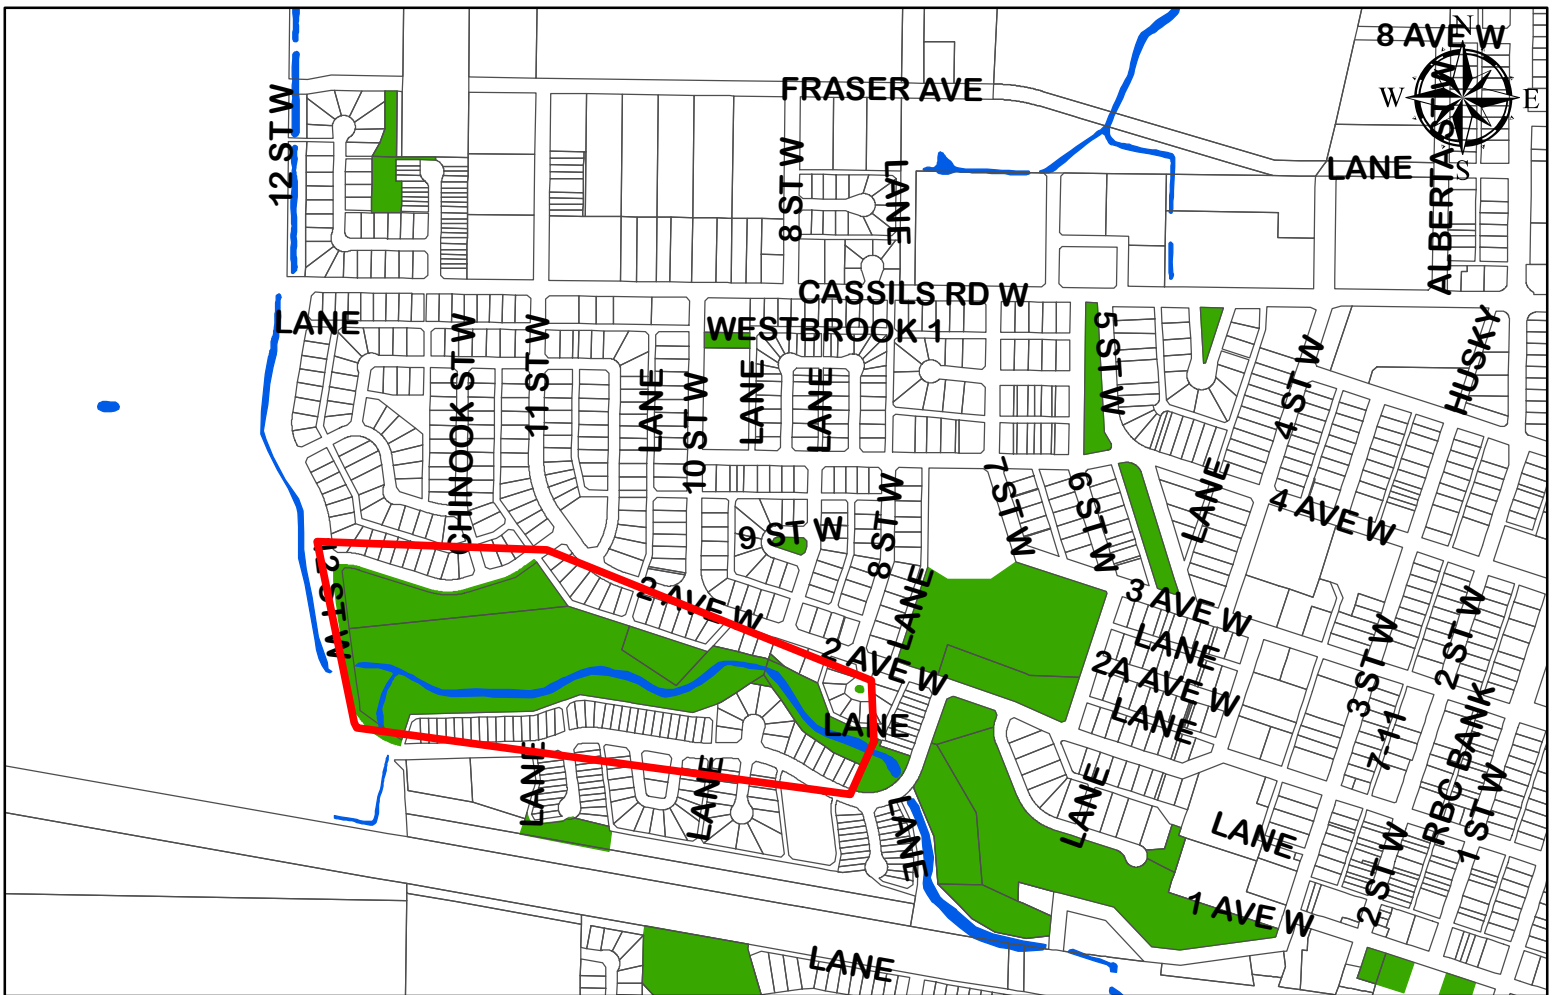 8 AVE W
N
FRASER AVE
W
E
12 ST W
8 ST W
LANE
LANE
S
ALBERTA ST W
CASSILS RD W
LANE
WESTBROOK 1
CHINOOK ST W
11 ST W
LANE
10 ST W
LANE
LANE
5 ST W
4 ST W
HUSKY
7 ST W
6 ST W
LANE
4 AVE W
9 ST W
8 ST W
12 ST W
2 AVE W
LANE
3 AVE W
LANE
2 AVE W
2A AVE W
LANE
3 ST W
2 ST W
LANE
7-11
RBC BANK
1 ST W
LANE
LANE
LANE
LANE
LANE
2 ST W
1 AVE W
LANE